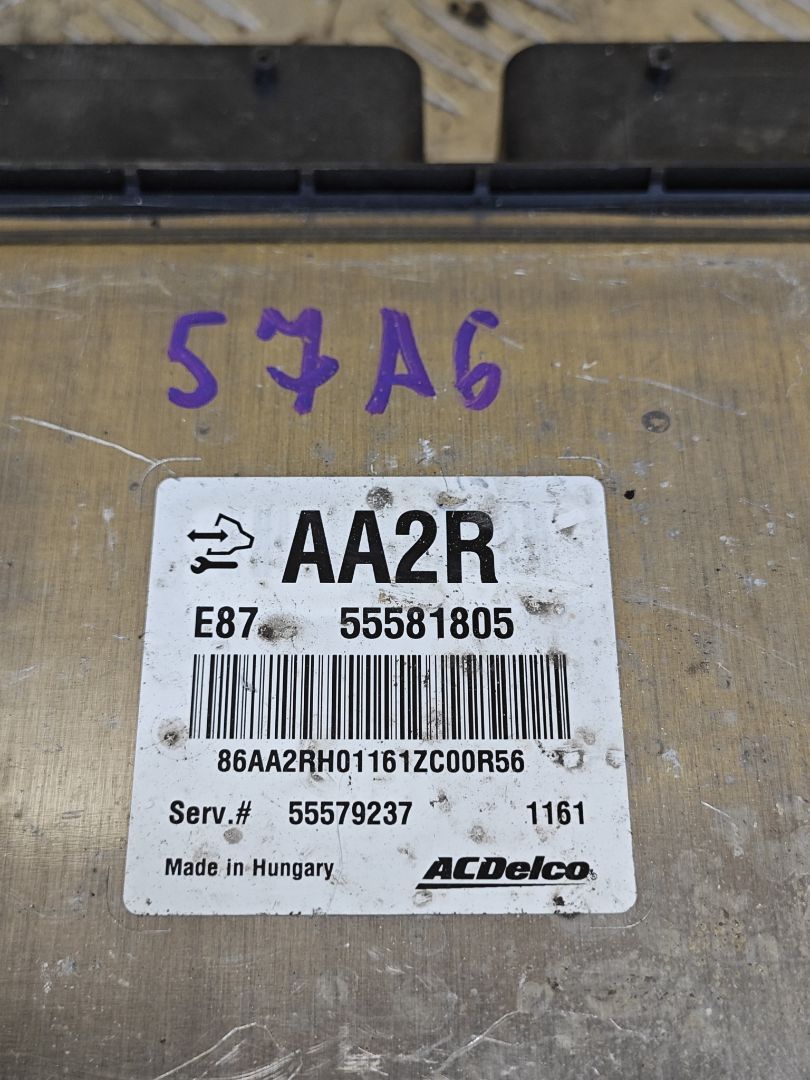 57A6
AA2R
E87 55581805
86AA2RH01161ZC00R56
Serv.# 55579237 1161
Made in Hungary ACDelco®